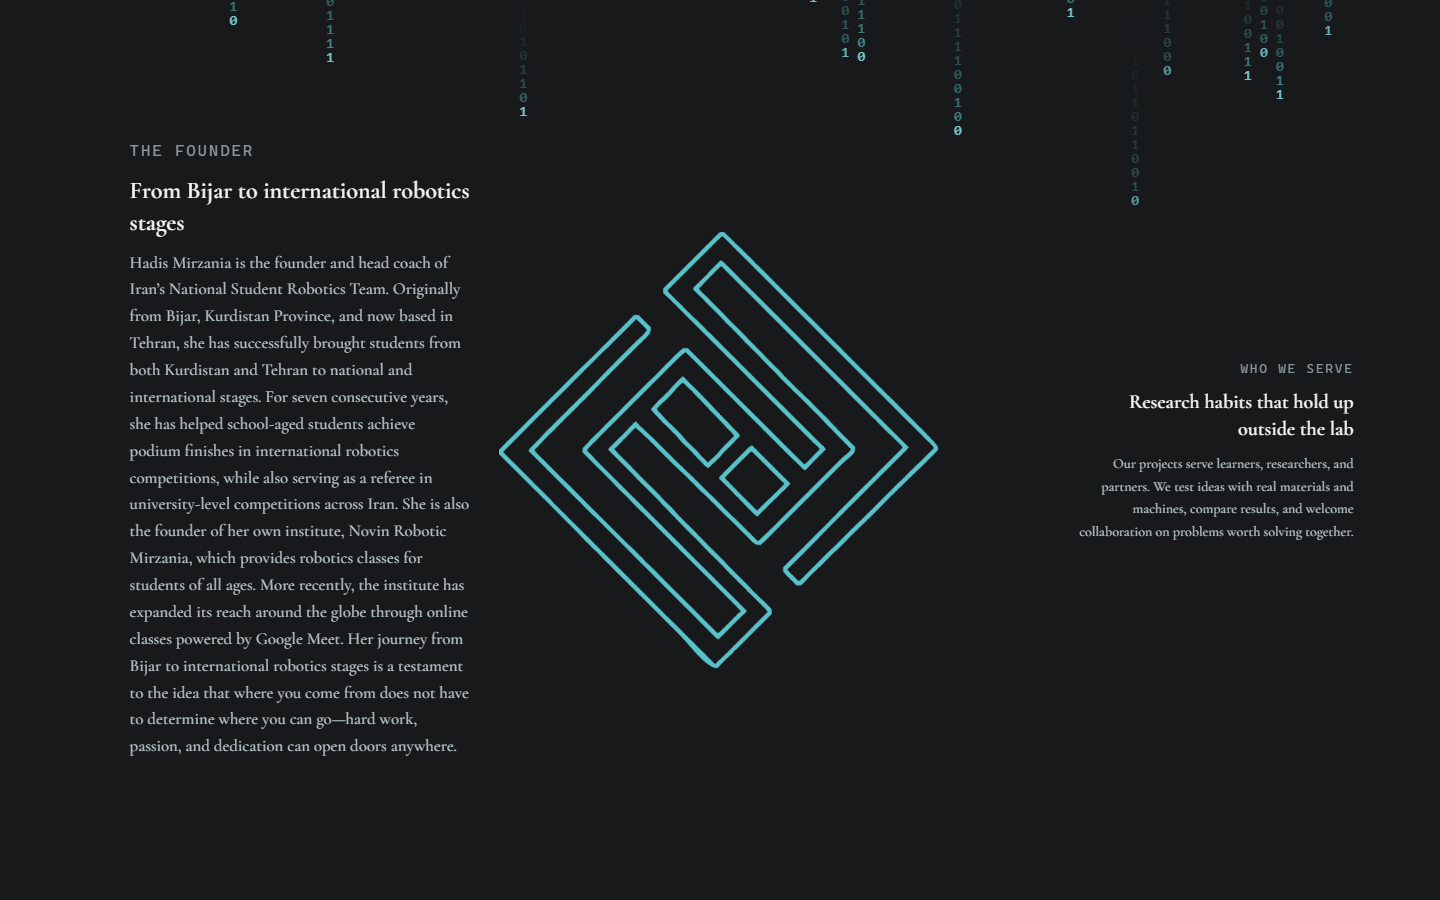 THE FOUNDER
From Bijar to international robotics
stages
Hadis Mirzania is the founder and head coach of
Iran’s National Student Robotics Team. Originally
from Bijar, Kurdistan Province, and now based in
Tehran, she has successfully brought students from
both Kurdistan and Tehran to national and
international stages. For seven consecutive years,
she has helped school-aged students achieve
podium finishes in international robotics
competitions, while also serving as a referee in
university-level competitions across Iran. She is also
the founder of her own institute, Novin Robotic
Mirzania, which provides robotics classes for
students of all ages. More recently, the institute has
expanded its reach around the globe through online
classes powered by Google Meet. Her journey from
Bijar to international robotics stages is a testament
to the idea that where you come from does not have
to determine where you can go—hard work,
passion, and dedication can open doors anywhere.
WHO WE SERVE
Research habits that hold up
outside the lab
Our projects serve learners, researchers, and
partners. We test ideas with real materials and
machines, compare results, and welcome
collaboration on problems worth solving together.